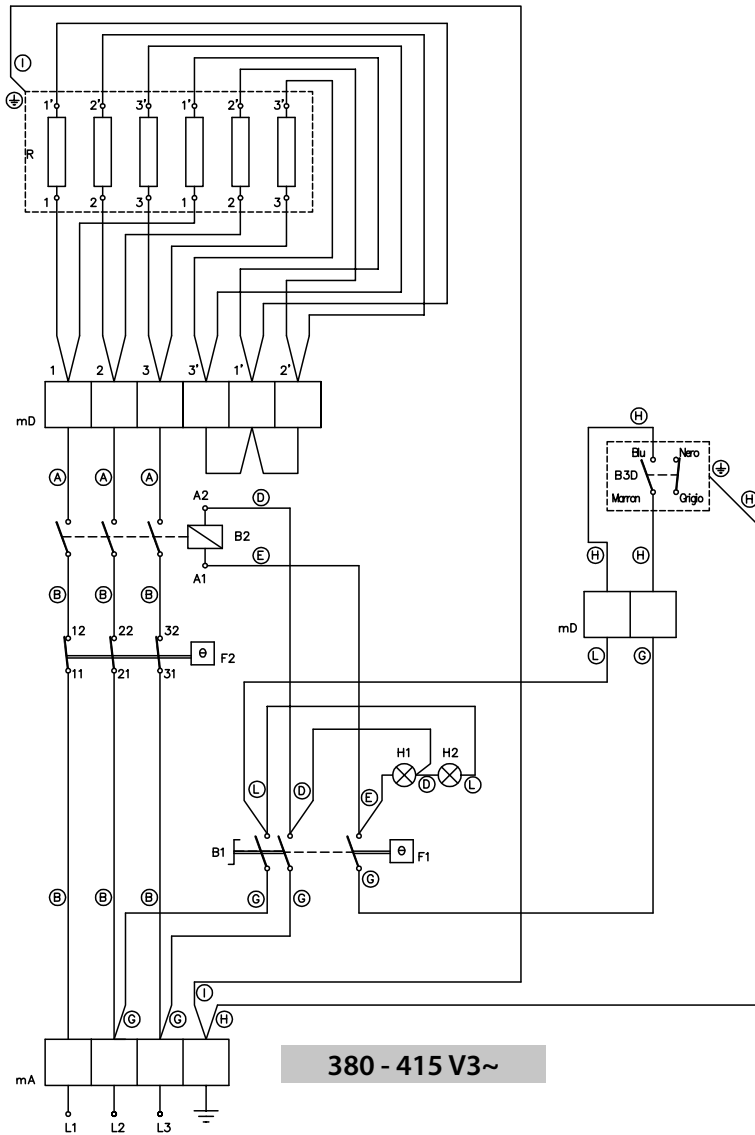 I
1' 2' 3' 1' 2' 3'
R
1 2 3 1 2 3
1 2 3 3' 1' 2'
mD
H
Blu Nero
B3D
Marron Grigio
H
A A A
A2 D
B2
E
A1
H H
B B B
mD
12 22 32
θ F2
11 21 31
L G
H1 H2
L D E D L
B1
θ F1
G
G G
B B B
I
G G H
mA
380 - 415 V3~
L1 L2 L3